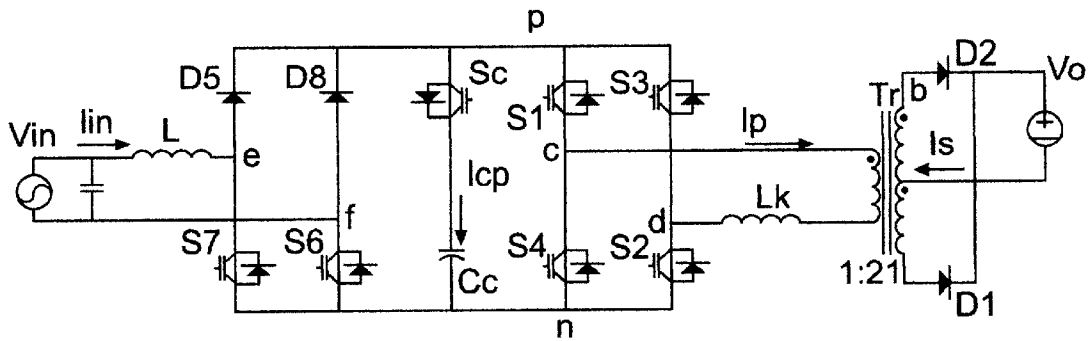 p
D5
D8
Sc
S1
S3
D2
Vo
Vin
Iin
L
e
c
Ip
Tr
b
Is
Icp
f
d
Lk
S7
S6
Cc
S4
S2
1:21
D1
n